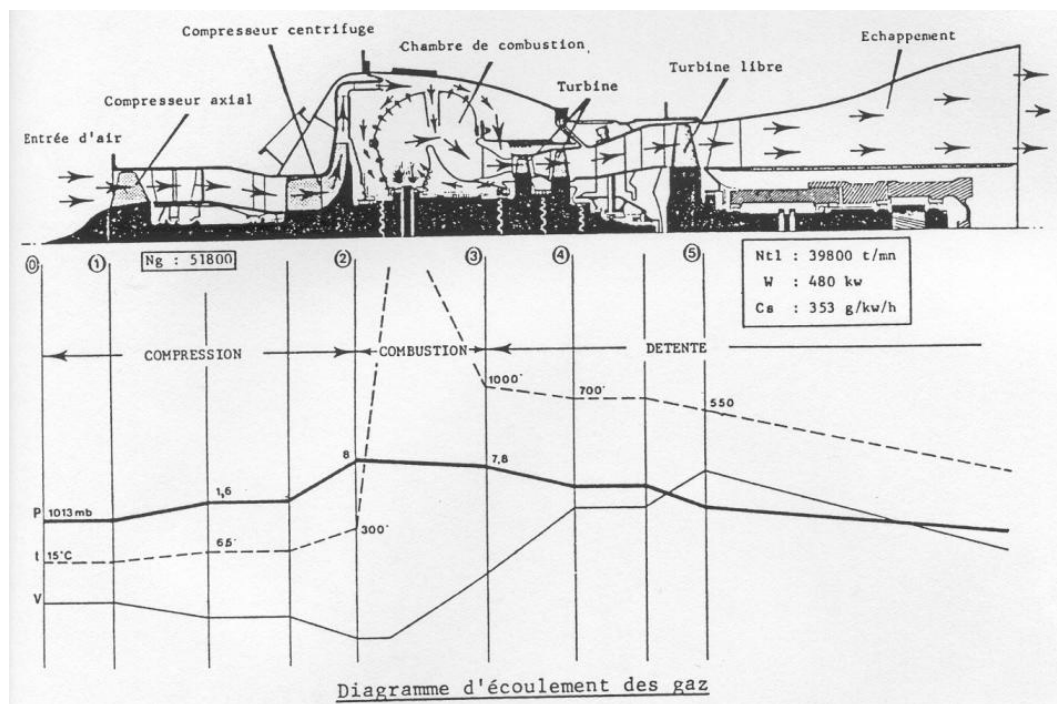 Compresseur centrifuge
Chambre de combustion
Echappement
Turbine
Turbine libre
Compresseur axial
Entrée d'air
0 1 2 3 4 5
Ng : 51800
Ntl : 39800 t/mn
W : 480 kw
Cs : 353 g/kw/h
COMPRESSION COMBUSTION DETENTE
1000°
700°
550
8
7,8
1,6
P 1013 mb
65°
300°
t 15°C
V
Diagramme d'écoulement des gaz